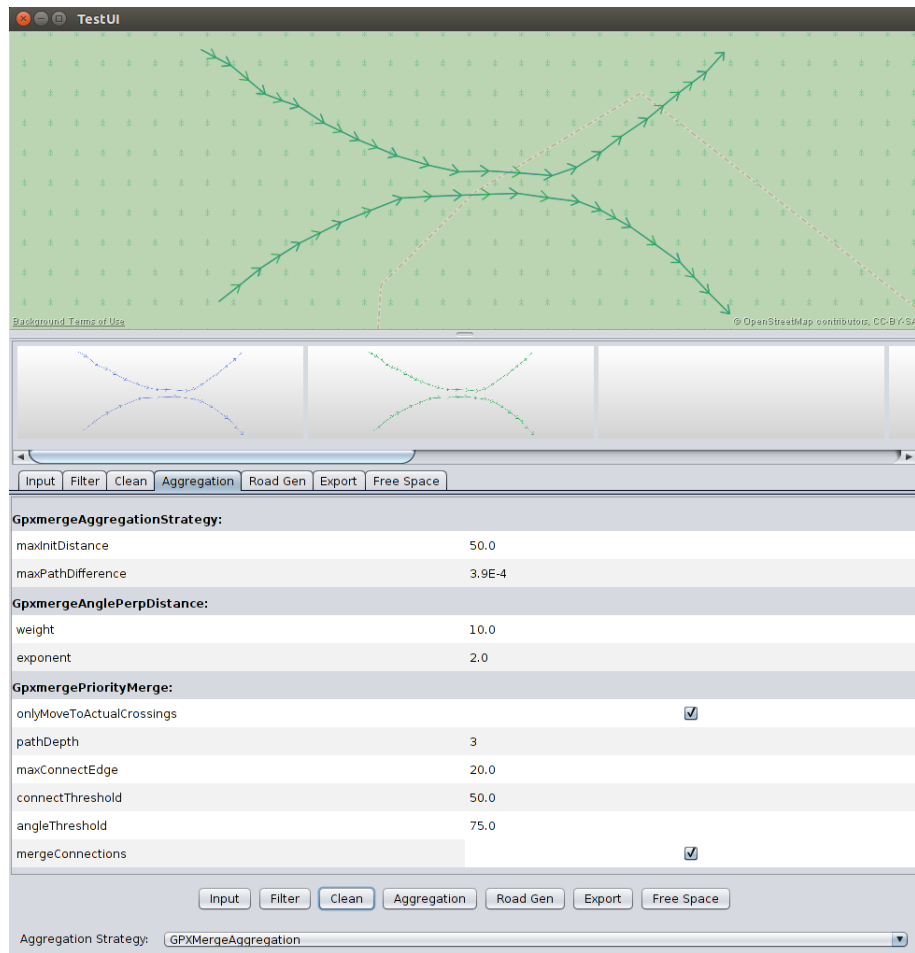 TestUI
Background Terms of Use
© OpenStreetMap contributors, CC-BY-SA
Input Filter Clean Aggregation Road Gen Export Free Space
GpxmergeAggregationStrategy:
maxInitDistance 50.0
maxPathDifference 3.9E-4
GpxmergeAnglePerpDistance:
weight 10.0
exponent 2.0
GpxmergePriorityMerge:
onlyMoveToActualCrossings
pathDepth 3
maxConnectEdge 20.0
connectThreshold 50.0
angleThreshold 75.0
mergeConnections
Input Filter Clean Aggregation Road Gen Export Free Space
Aggregation Strategy: GPXMergeAggregation